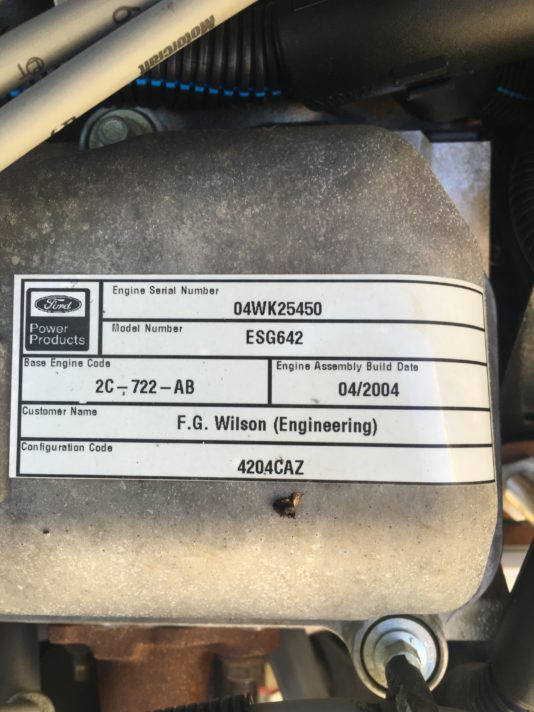 Motorcraft
Engine Serial Number
04WK25450
Ford
Power
Products
Model Number
ESG642
Base Engine Code
2C-722-AB
Engine Assembly Build Date
04/2004
Customer Name
F.G. Wilson (Engineering)
Configuration Code
4204CAZ